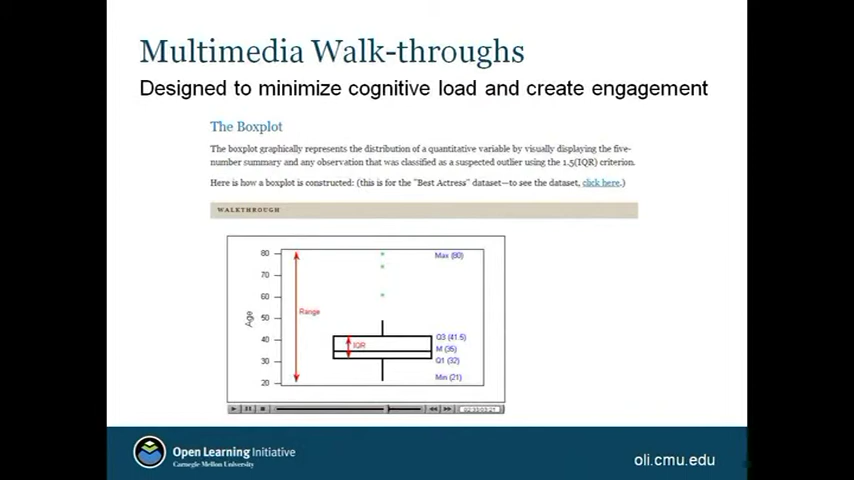 Multimedia Walk-throughs
Designed to minimize cognitive load and create engagement
The Boxplot
The boxplot graphically represents the distribution of a quantitative variable by visually displaying the five-
number summary and any observation that was classified as a suspected outlier using the 1.5(IQR) criterion.
Here is how a boxplot is constructed: (this is for the "Best Actress" dataset—to see the dataset, click here.)
WALKTHROUGH
80
Max (80)
70
60
Range
50
Age
40
Q3 (41.5)
IQR
M (35)
30
Q1 (32)
Min (21)
20
Open Learning Initiative
Carnegie Mellon University
oli.cmu.edu